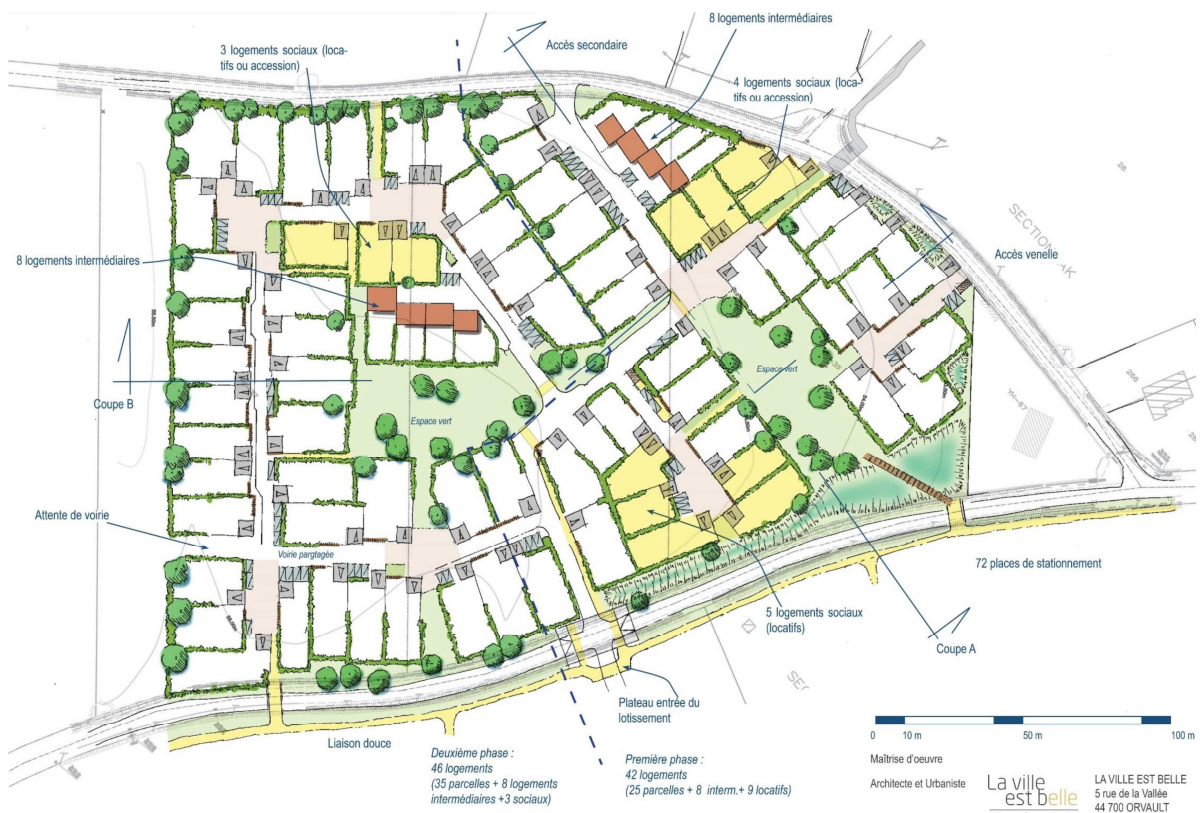 8 logements intermédiaires
Accès secondaire
3 logements sociaux (loca-
tifs ou accession)
4 logements sociaux (loca-
tifs ou accession)
26
SECTION AK
Accès venelle
8 logements intermédiaires
Coupe B
Espace vert
Espace vert
266
YH-87
Attente de voirie
Voirie pargtagée
72 places de stationnement
5 logements sociaux
(locatifs)
Coupe A
Plateau entrée du
lotissement
Liaison douce
Deuxième phase :
46 logements
(35 parcelles + 8 logements
intermédiaires +3 sociaux)
Première phase :
42 logements
(25 parcelles + 8 interm.+ 9 locatifs)
0 10 m 50 m 100 m
Maîtrise d'oeuvre
Architecte et Urbaniste
La ville
est belle
LA VILLE EST BELLE
5 rue de la Vallée
44 700 ORVAULT